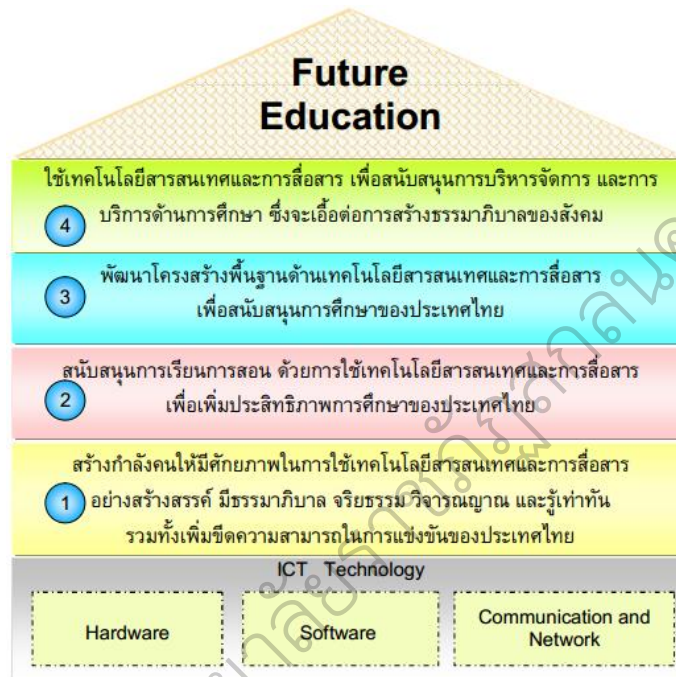 Future
Education
ใช้เทคโนโลยีสารสนเทศและการสื่อสาร เพื่อสนับสนุนการบริหารจัดการ และการ
4 บริการด้านการศึกษา ซึ่งจะเอื้อต่อการสร้างธรรมาภิบาลของสังคม
3 พัฒนาโครงสร้างพื้นฐานด้านเทคโนโลยีสารสนเทศและการสื่อสาร
เพื่อสนับสนุนการศึกษาของประเทศไทย
สนับสนุนการเรียนการสอน ด้วยการใช้เทคโนโลยีสารสนเทศและการสื่อสาร
2 เพื่อเพิ่มประสิทธิภาพการศึกษาของประเทศไทย
สร้างกำลังคนให้มีศักยภาพในการใช้เทคโนโลยีสารสนเทศและการสื่อสาร
1 อย่างสร้างสรรค์ มีธรรมาภิบาล จริยธรรม วิจารณญาณ และรู้เท่าทัน
รวมทั้งเพิ่มขีดความสามารถในการแข่งขันของประเทศไทย
ICT Technology
Hardware
Software
Communication and
Network